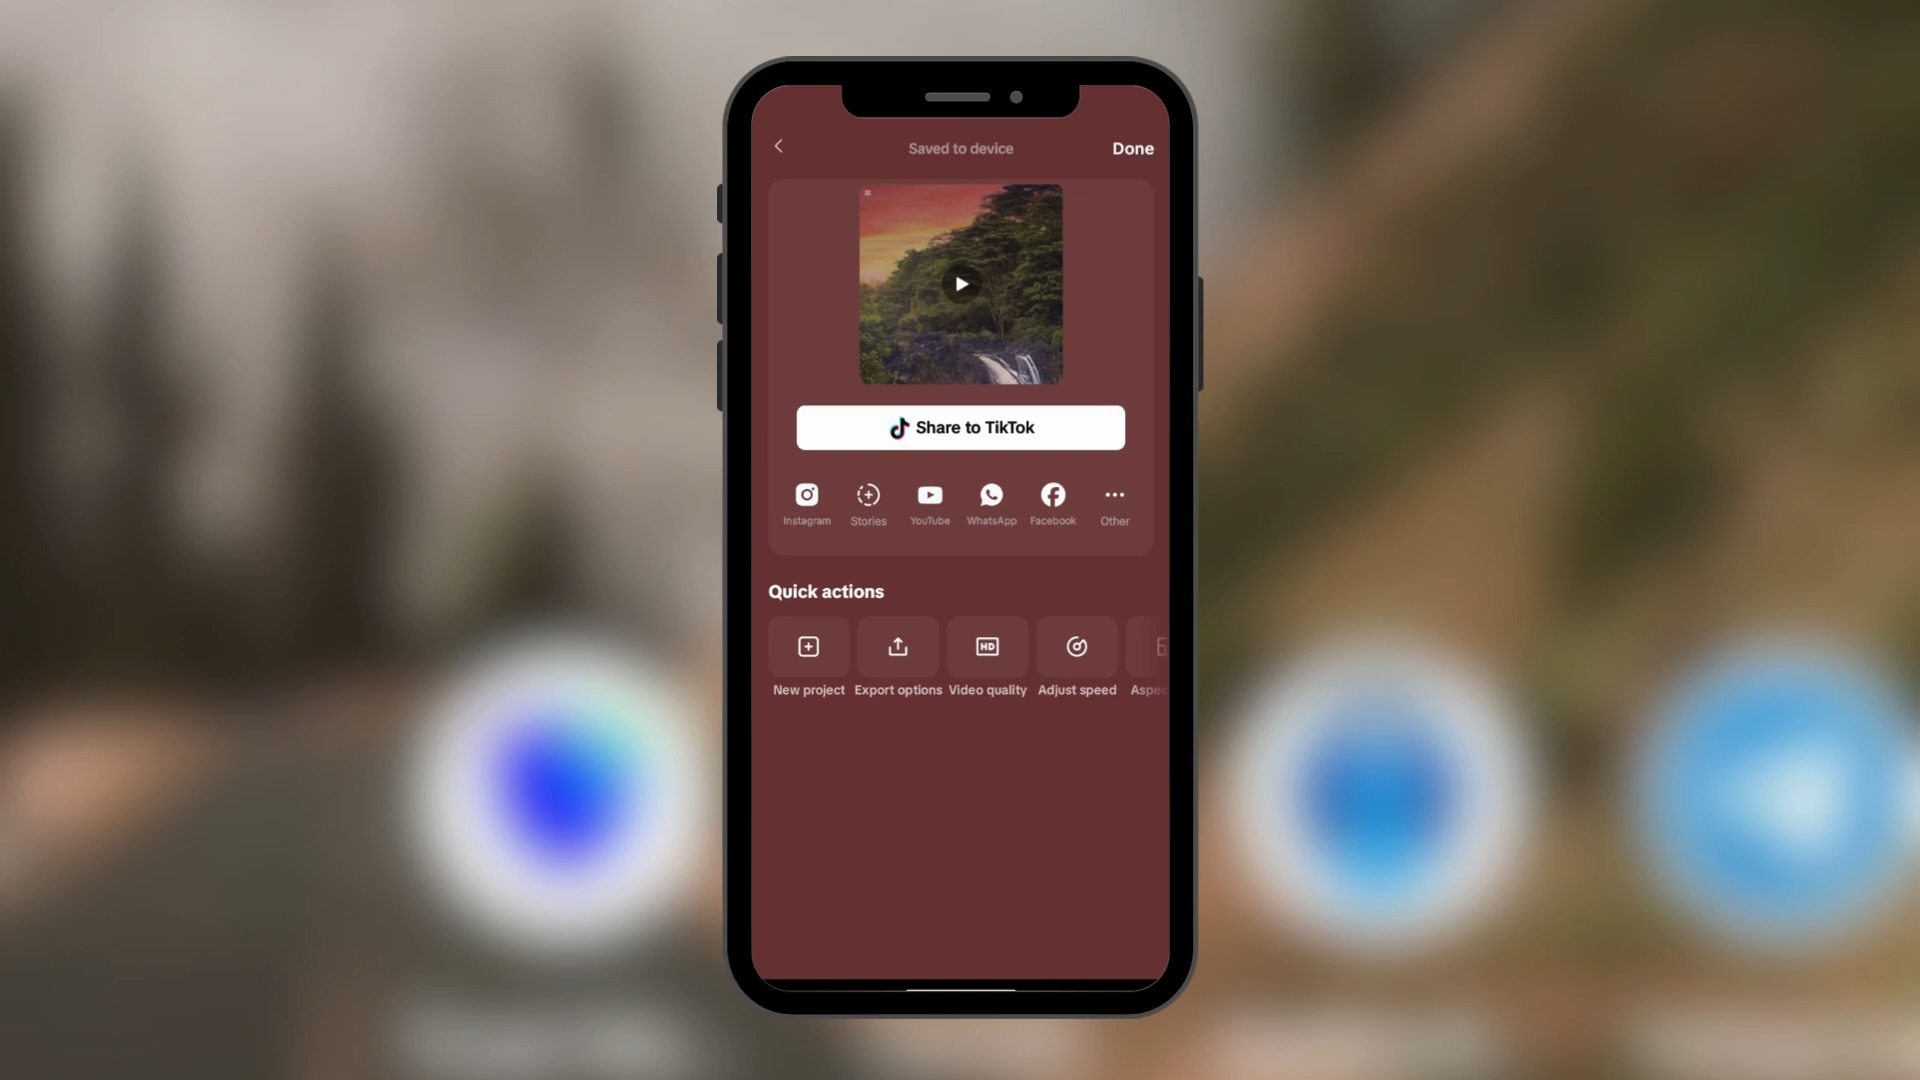 Saved to device
Done
Share to TikTok
Instagram
Stories
YouTube
WhatsApp
Facebook
Other
Quick actions
HD
New project
Export options
Video quality
Adjust speed